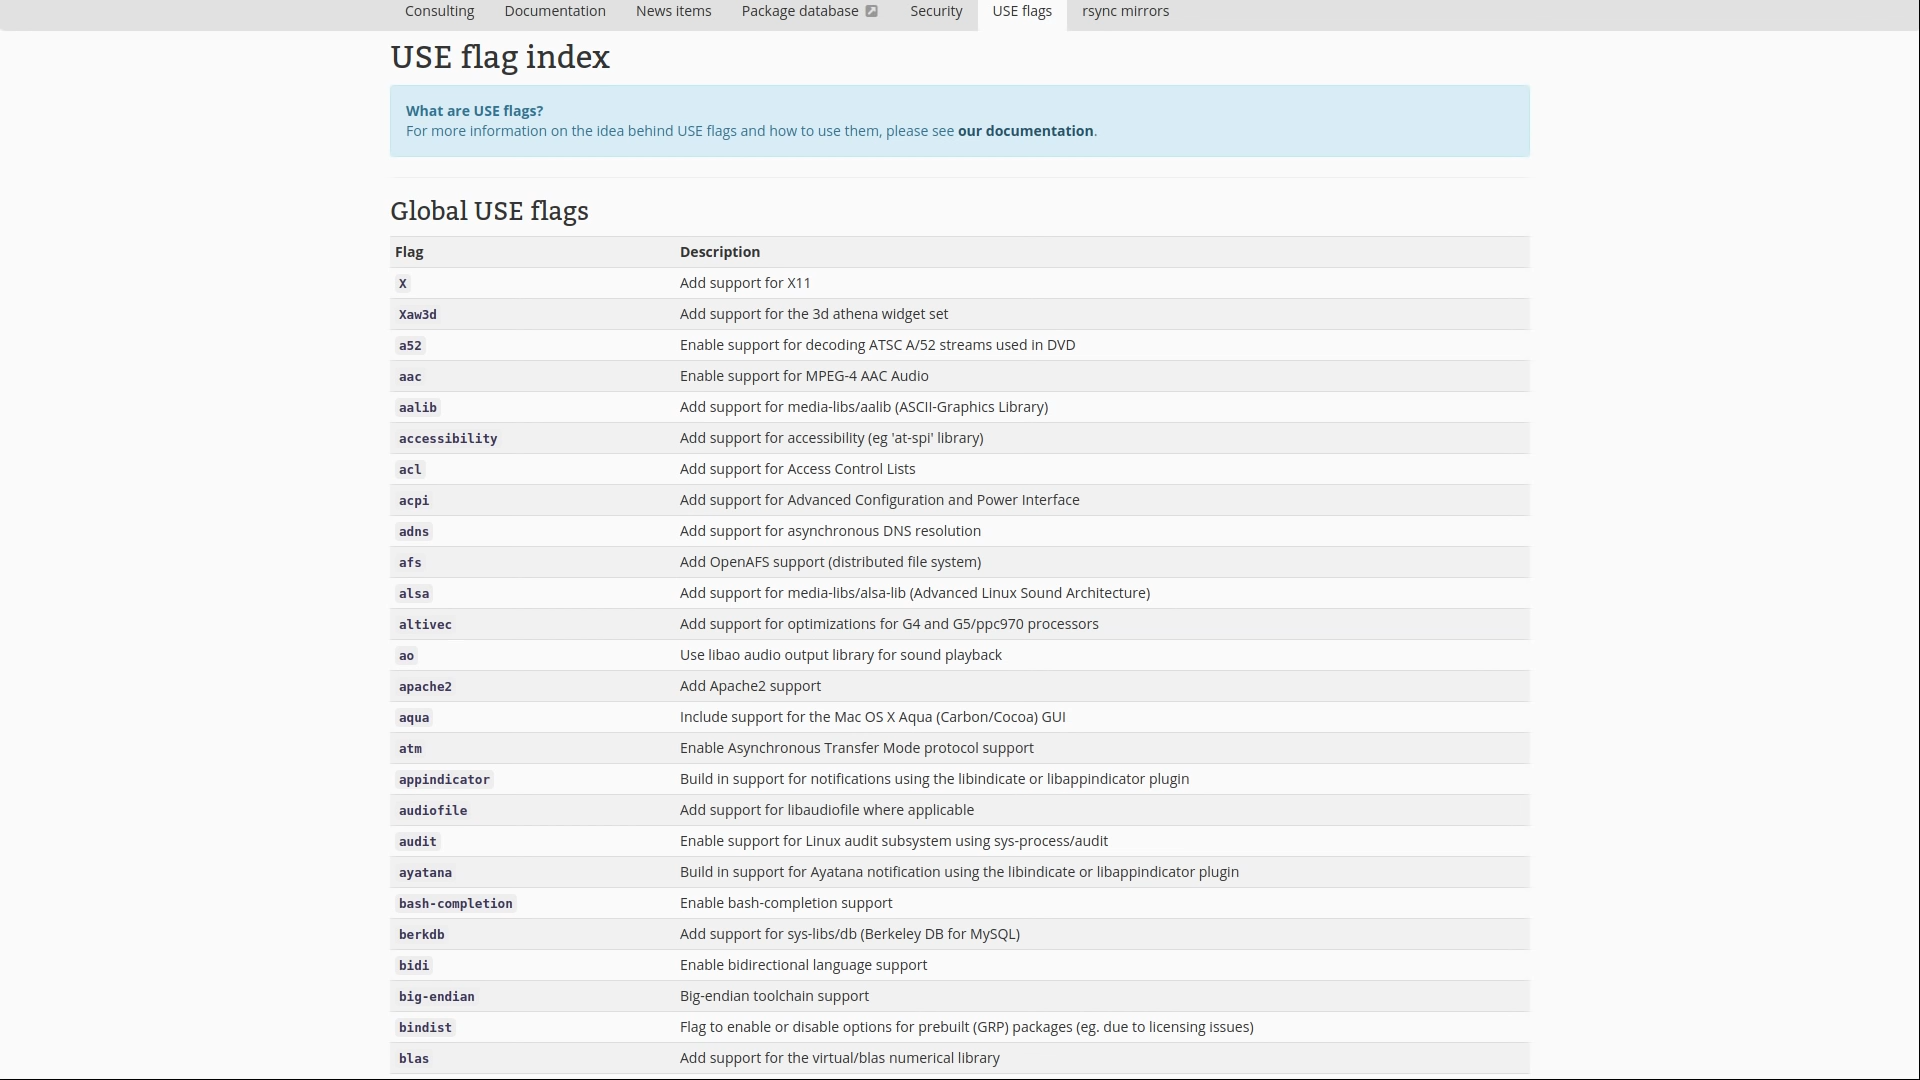 Consulting Documentation News items Package database Security USE flags rsync mirrors
USE flag index
What are USE flags?
For more information on the idea behind USE flags and how to use them, please see our documentation.
Global USE flags
Flag Description
X Add support for X11
Xaw3d Add support for the 3d athena widget set
a52 Enable support for decoding ATSC A/52 streams used in DVD
aac Enable support for MPEG-4 AAC Audio
aalib Add support for media-libs/aalib (ASCII-Graphics Library)
accessibility Add support for accessibility (eg 'at-spi' library)
acl Add support for Access Control Lists
acpi Add support for Advanced Configuration and Power Interface
adns Add support for asynchronous DNS resolution
afs Add OpenAFS support (distributed file system)
alsa Add support for media-libs/alsa-lib (Advanced Linux Sound Architecture)
altivec Add support for optimizations for G4 and G5/ppc970 processors
ao Use libao audio output library for sound playback
apache2 Add Apache2 support
aqua Include support for the Mac OS X Aqua (Carbon/Cocoa) GUI
atm Enable Asynchronous Transfer Mode protocol support
appindicator Build in support for notifications using the libindicate or libappindicator plugin
audiofile Add support for libaudiofile where applicable
audit Enable support for Linux audit subsystem using sys-process/audit
ayatana Build in support for Ayatana notification using the libindicate or libappindicator plugin
bash-completion Enable bash-completion support
berkdb Add support for sys-libs/db (Berkeley DB for MySQL)
bidi Enable bidirectional language support
big-endian Big-endian toolchain support
bindist Flag to enable or disable options for prebuilt (GRP) packages (eg. due to licensing issues)
blas Add support for the virtual/blas numerical library